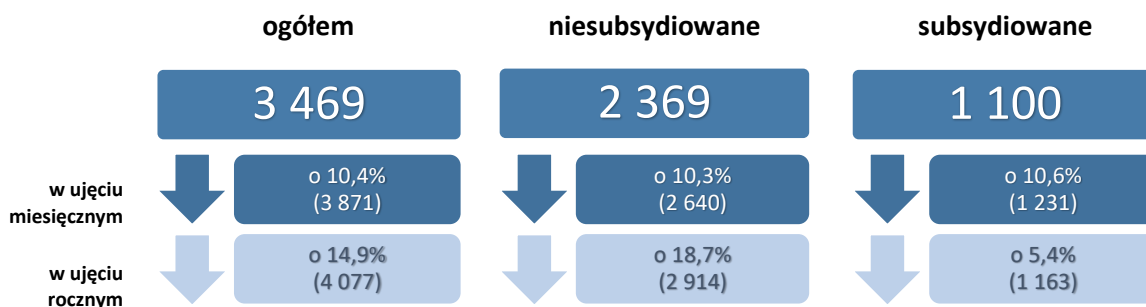 ogółem niesubsydiowane subsydiowane
3 469 2 369 1 100
w ujęciu
miesięcznym
o 10,4%
(3 871)
o 10,3%
(2 640)
o 10,6%
(1 231)
w ujęciu
rocznym
o 14,9%
(4 077)
o 18,7%
(2 914)
o 5,4%
(1 163)